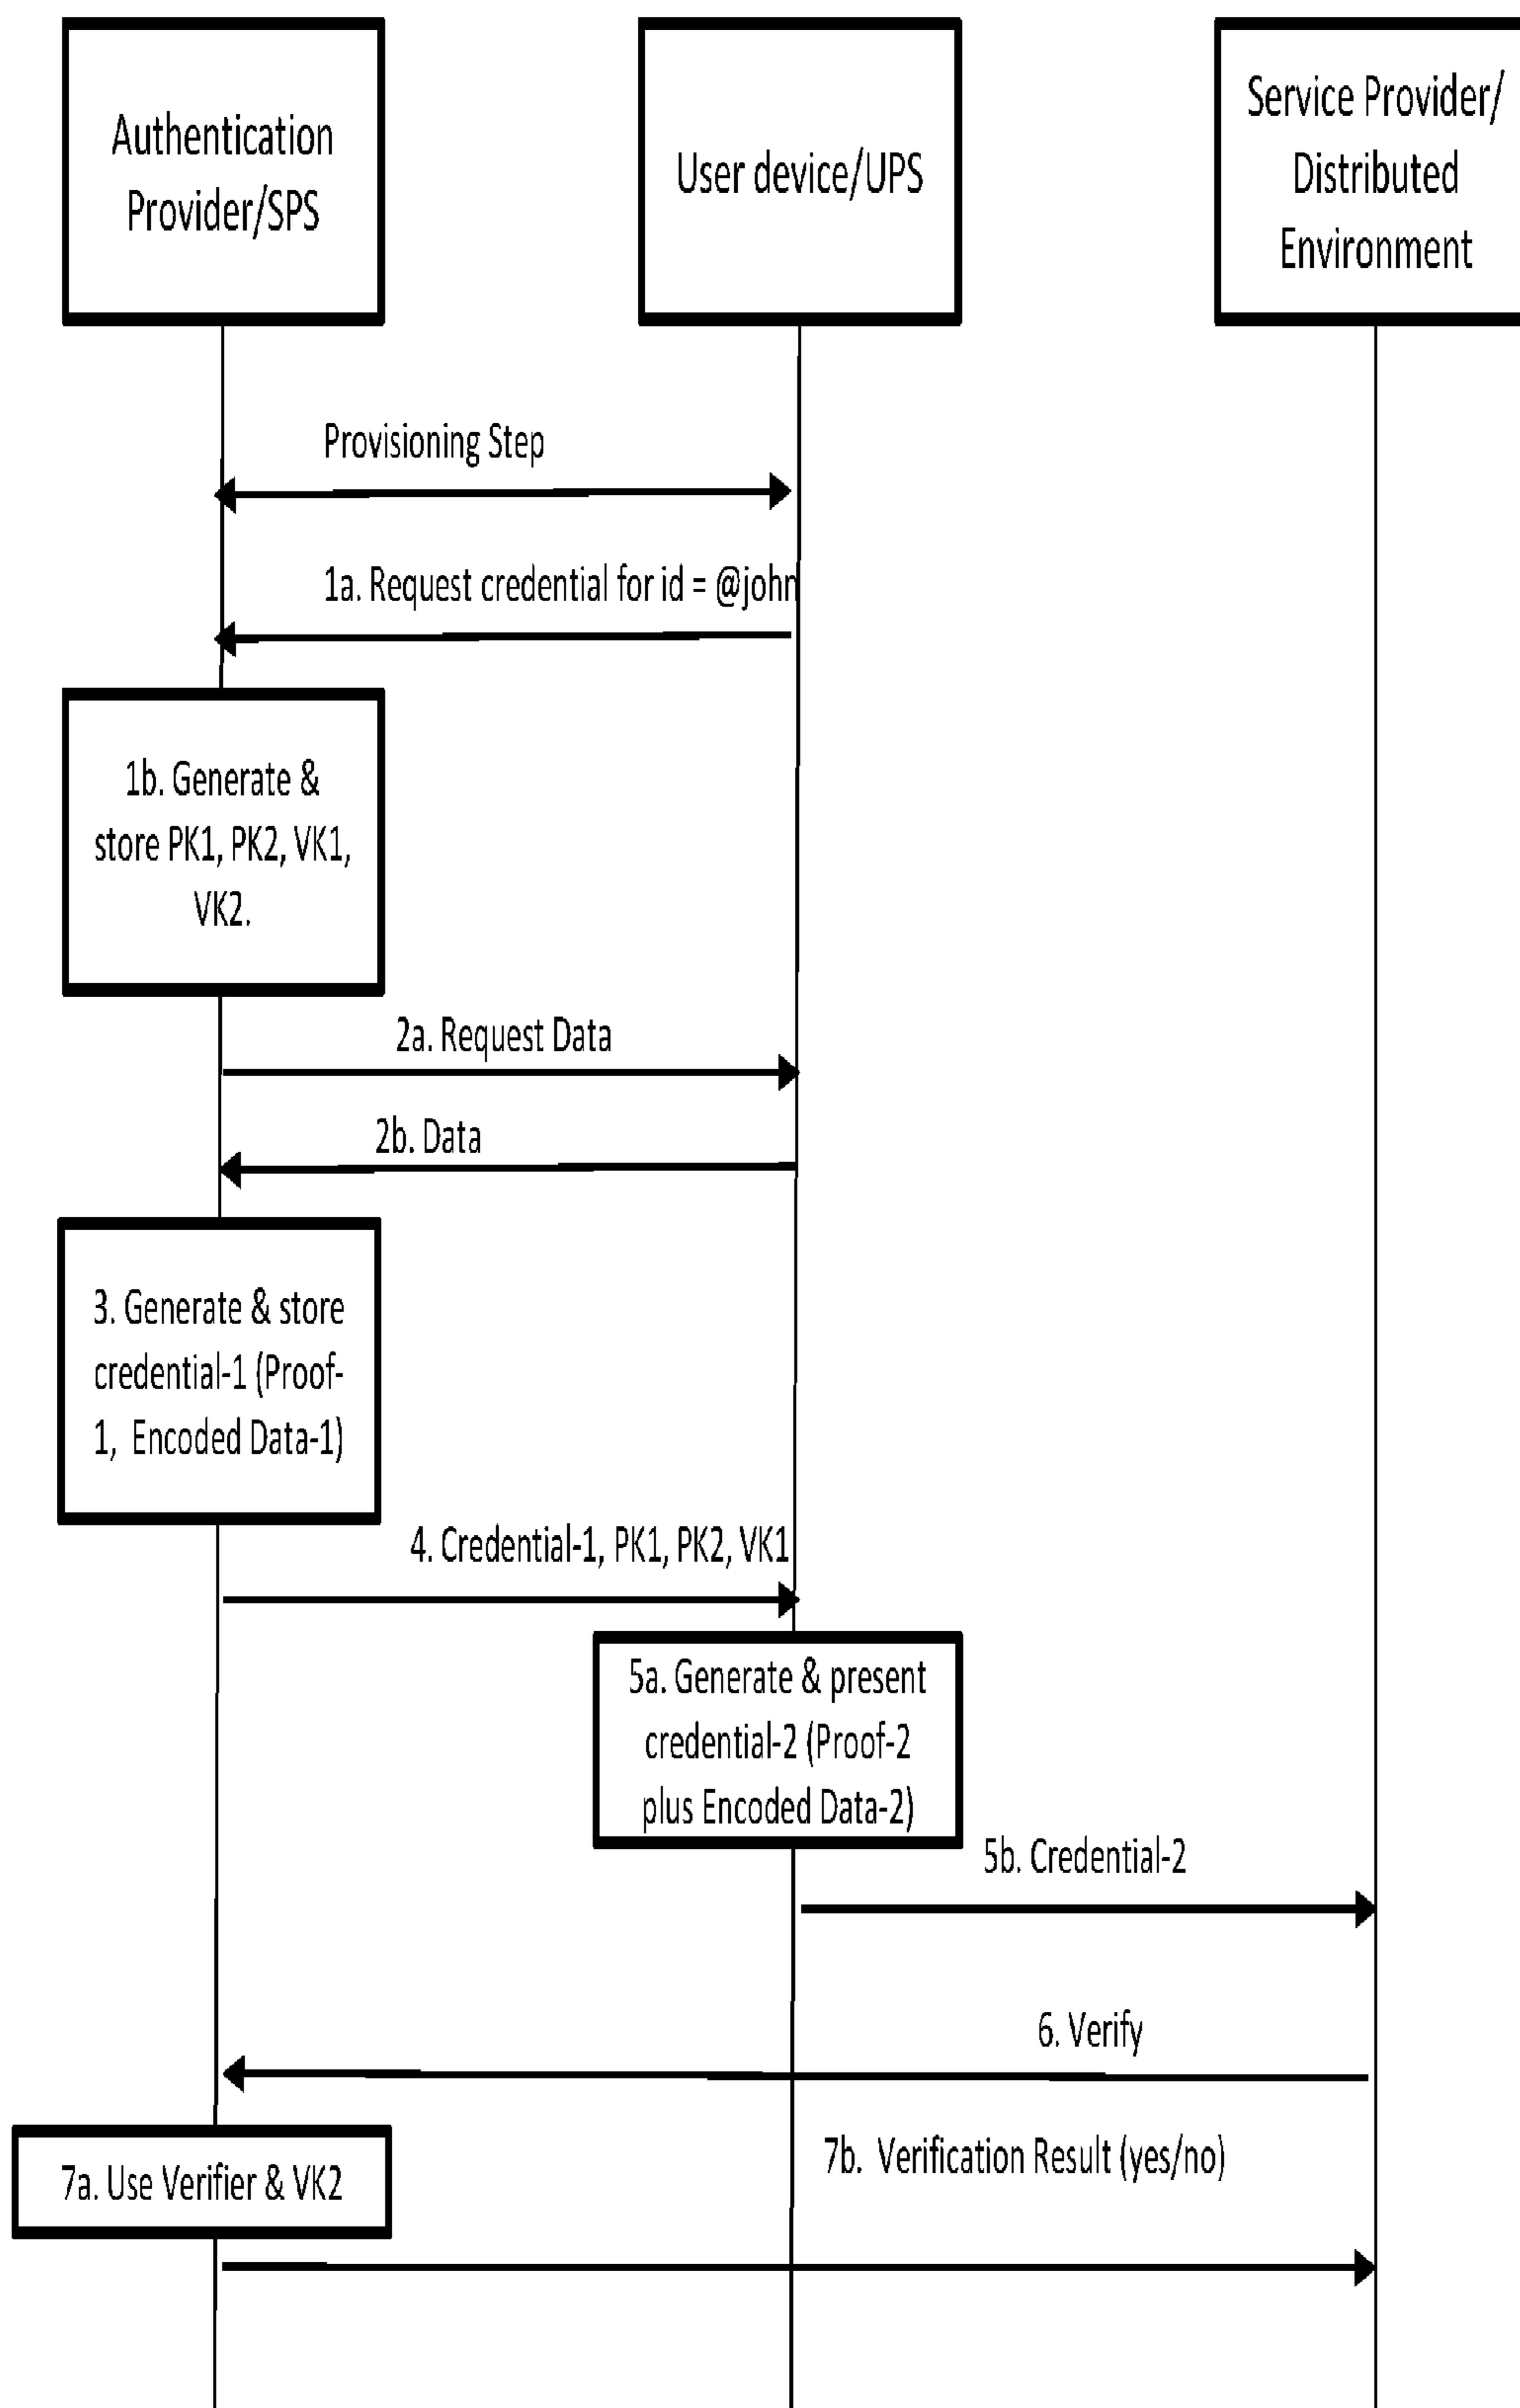 Authentication
Provider/SPS
User device/UPS
Service Provider/
Distributed
Environment
Provisioning Step
1a. Request credential for id = @john
1b. Generate &
store PK1, PK2, VK1,
VK2.
2a. Request Data
2b. Data
3. Generate & store
credential-1 (Proof-
1, Encoded Data-1)
4. Credential-1, PK1, PK2, VK1
5a. Generate & present
credential-2 (Proof-2
plus Encoded Data-2)
5b. Credential-2
6. Verify
7a. Use Verifier & VK2
7b. Verification Result (yes/no)